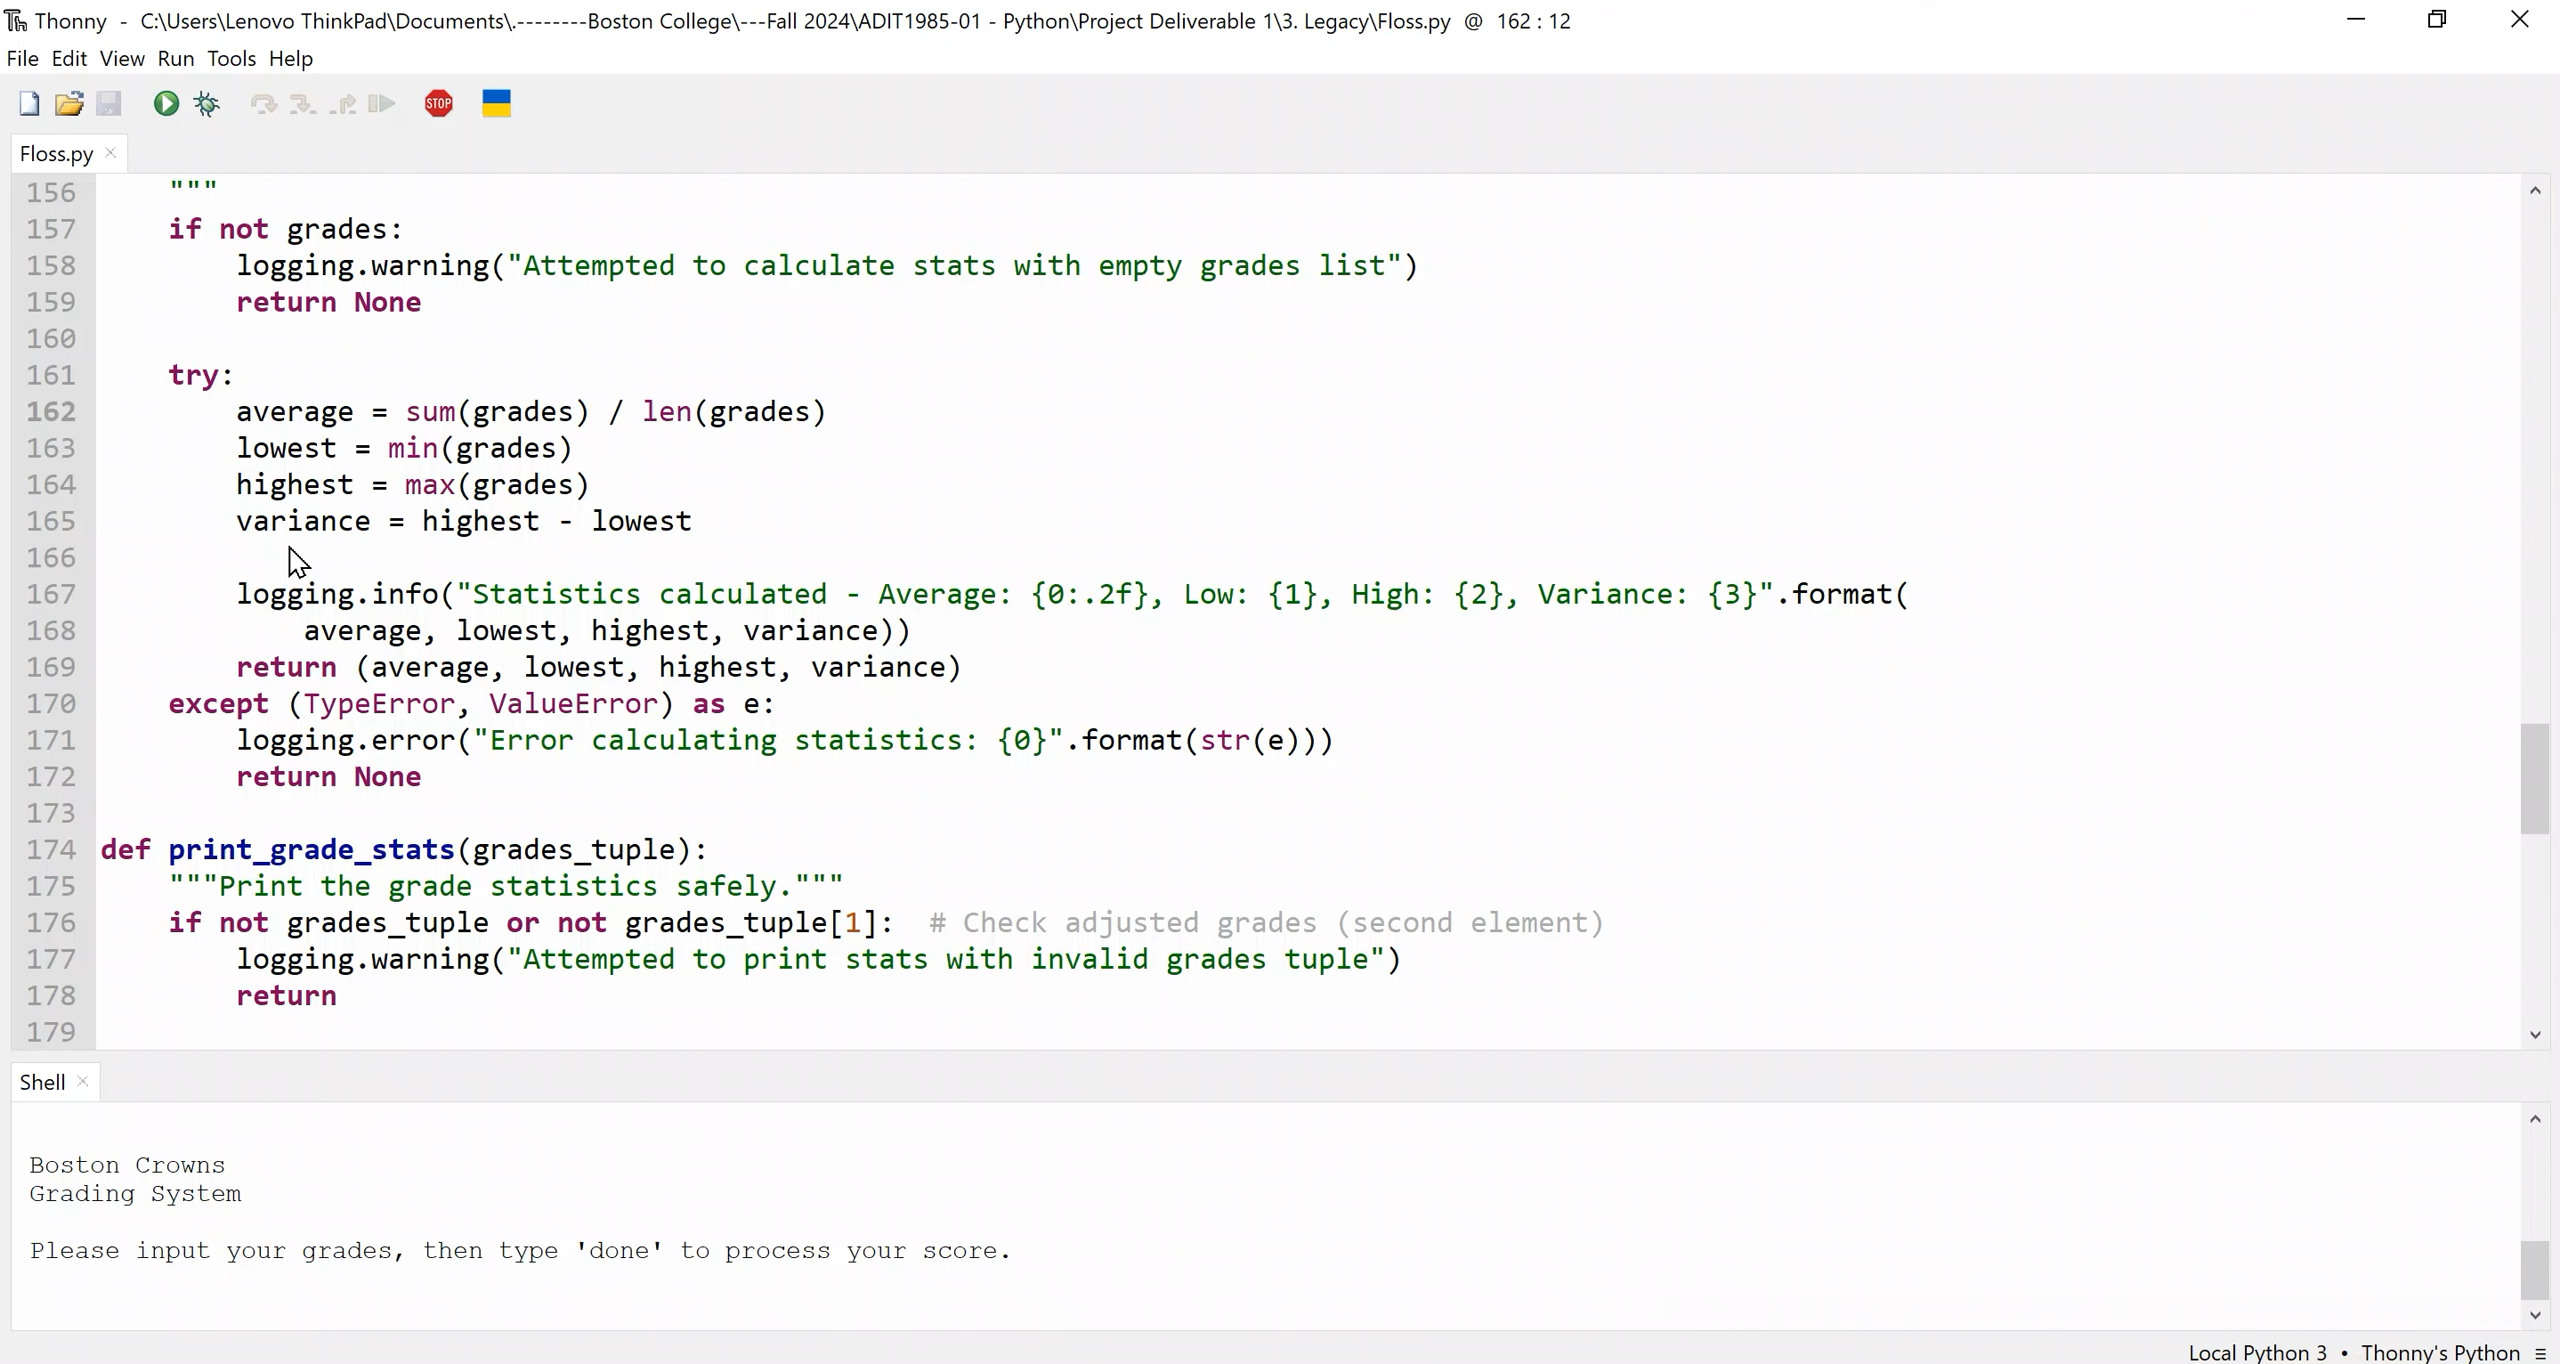 Thonny - C:\Users\Lenovo ThinkPad\Documents\.--------Boston College\---Fall 2024\ADIT1985-01 - Python\Project Deliverable 1\3. Legacy\Floss.py @ 162 : 12
File Edit View Run Tools Help
STOP
Floss.py
156     """
157     if not grades:
158         logging.warning("Attempted to calculate stats with empty grades list")
159         return None
160
161     try:
162         average = sum(grades) / len(grades)
163         lowest = min(grades)
164         highest = max(grades)
165         variance = highest - lowest
166
167         logging.info("Statistics calculated - Average: {0:.2f}, Low: {1}, High: {2}, Variance: {3}".format(
168             average, lowest, highest, variance))
169         return (average, lowest, highest, variance)
170     except (TypeError, ValueError) as e:
171         logging.error("Error calculating statistics: {0}".format(str(e)))
172         return None
173
174 def print_grade_stats(grades_tuple):
175     """Print the grade statistics safely."""
176     if not grades_tuple or not grades_tuple[1]:  # Check adjusted grades (second element)
177         logging.warning("Attempted to print stats with invalid grades tuple")
178         return
179
Shell
Boston Crowns
Grading System
Please input your grades, then type 'done' to process your score.
Local Python 3 • Thonny's Python ≡